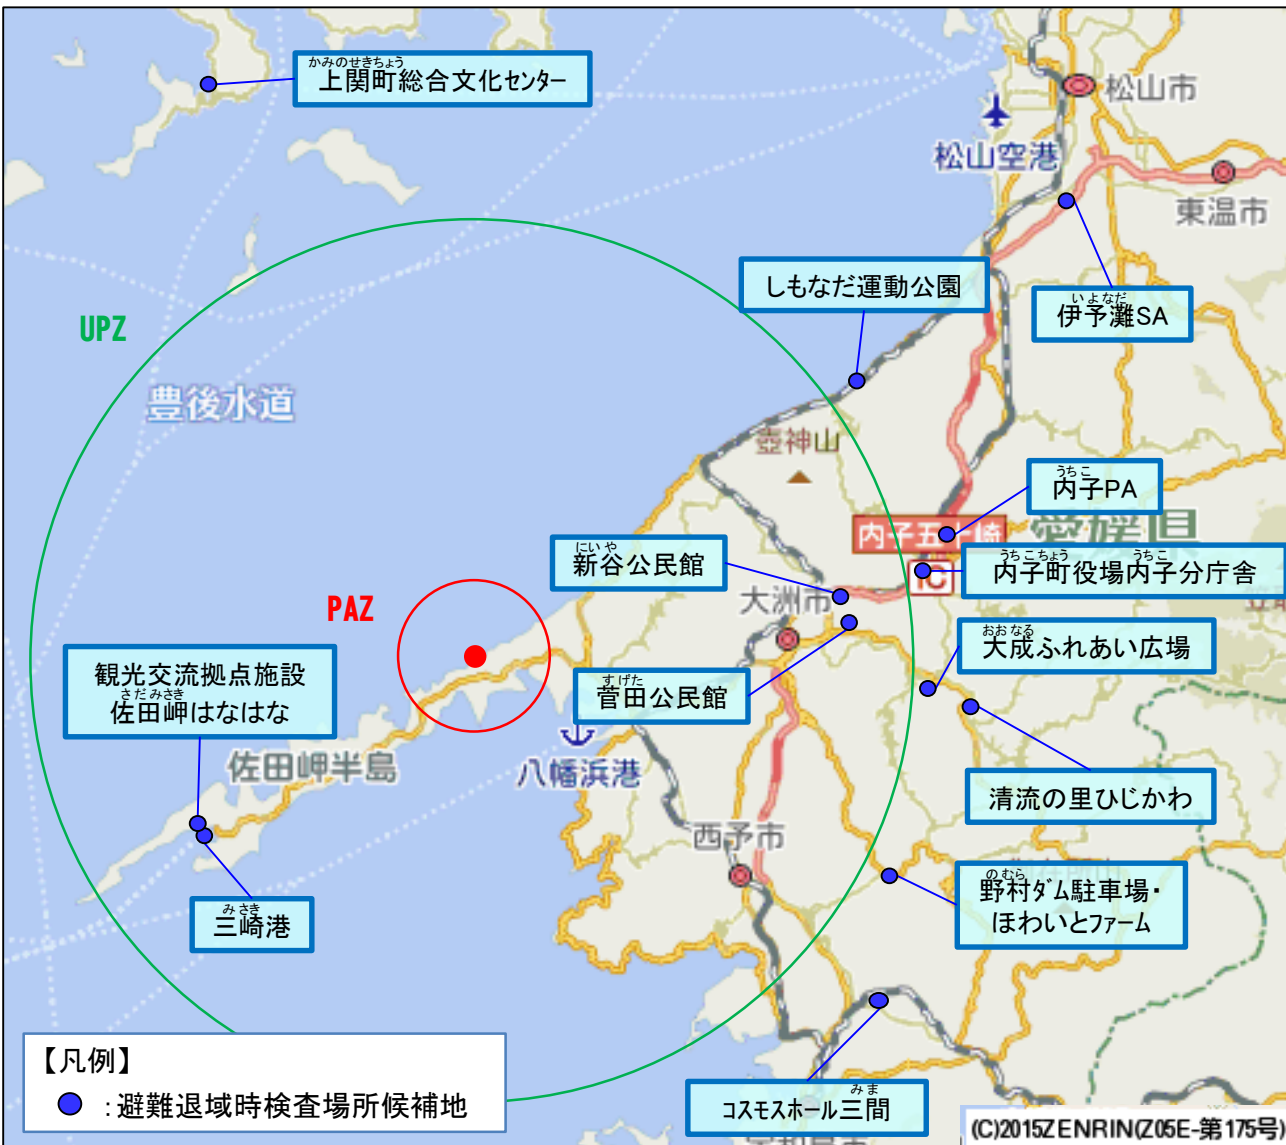 かみのせきちょう
上関町総合文化センター
松山市
松山空港
東温市
しもなだ運動公園
いよなだ
伊予灘SA
UPZ
豊後水道
壺神山
うちこ
内子PA
内子五十崎
愛媛県
IC
うちこちょう うちこ
内子町役場内子分庁舎
にいや
新谷公民館
大洲市
PAZ
おおなる
大成ふれあい広場
観光交流拠点施設
さだみさき
佐田岬はなはな
すげた
菅田公民館
佐田岬半島
八幡浜港
清流の里ひじかわ
西予市
のむら
野村ダム駐車場・
ほわいとファーム
みさき
三崎港
【凡例】
:避難退域時検査場所候補地
みま
コスモスホール三間
(C)2015ZENRIN(Z05E-第175号)